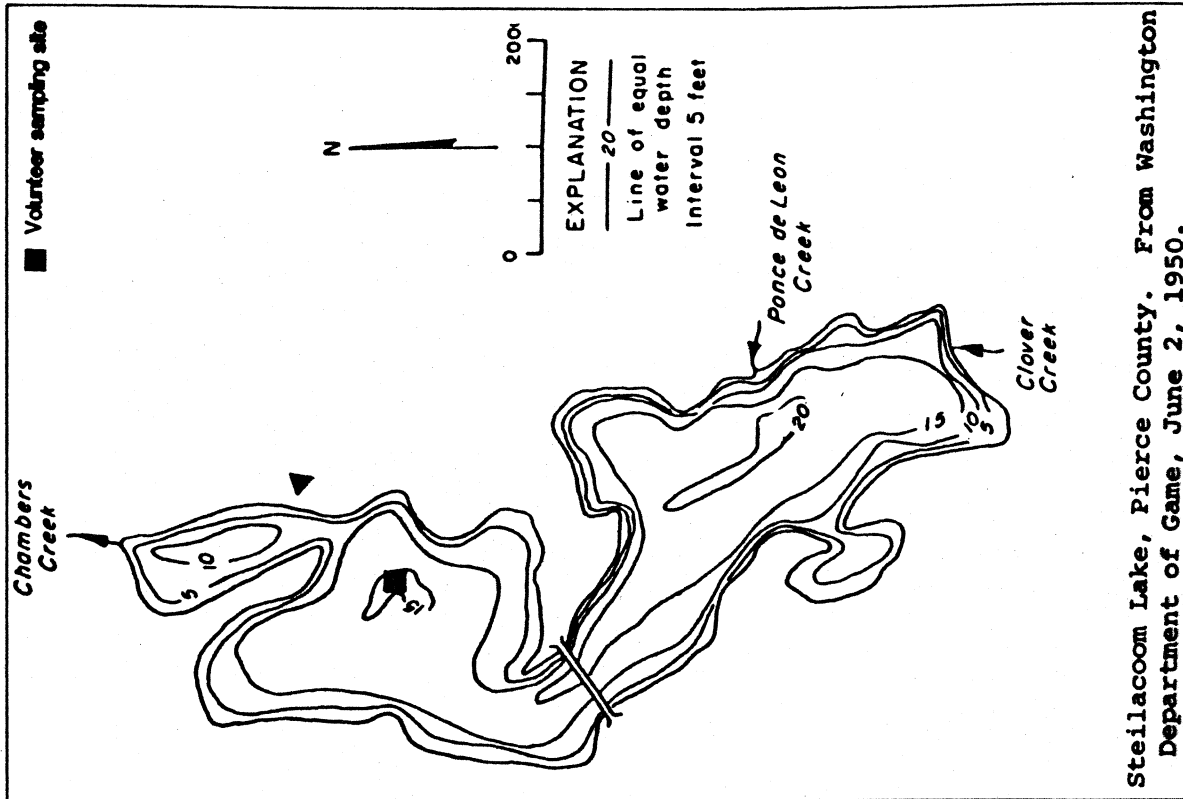 Volunteer sampling site
Chambers
Creek
N
0
EXPLANATION
20
Line of equal
water depth
Interval 5 feet
5
10
15
Ponce de Leon
Creek
20
15
10
5
Clover
Creek
Steilacoom Lake, Pierce County. From Washington
Department of Game, June 2, 1950.